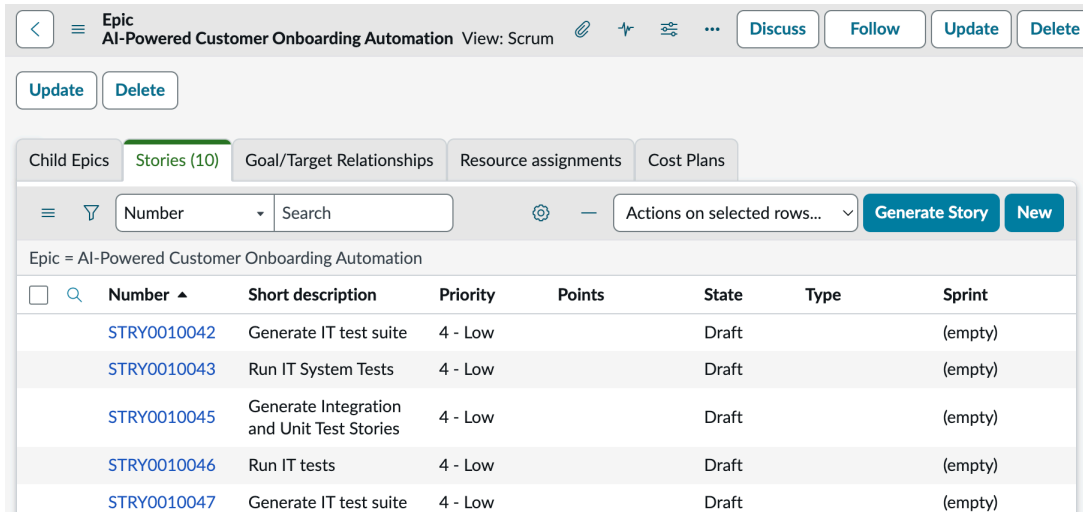 Epic
AI-Powered Customer Onboarding Automation View: Scrum
Discuss Follow Update Delete
Update Delete
Child Epics Stories (10) Goal/Target Relationships Resource assignments Cost Plans
Number Search Actions on selected rows... Generate Story New
Epic = AI-Powered Customer Onboarding Automation
Number Short description Priority Points State Type Sprint
STRY0010042 Generate IT test suite 4 - Low Draft (empty)
STRY0010043 Run IT System Tests 4 - Low Draft (empty)
STRY0010045 Generate Integration and Unit Test Stories 4 - Low Draft (empty)
STRY0010046 Run IT tests 4 - Low Draft (empty)
STRY0010047 Generate IT test suite 4 - Low Draft (empty)